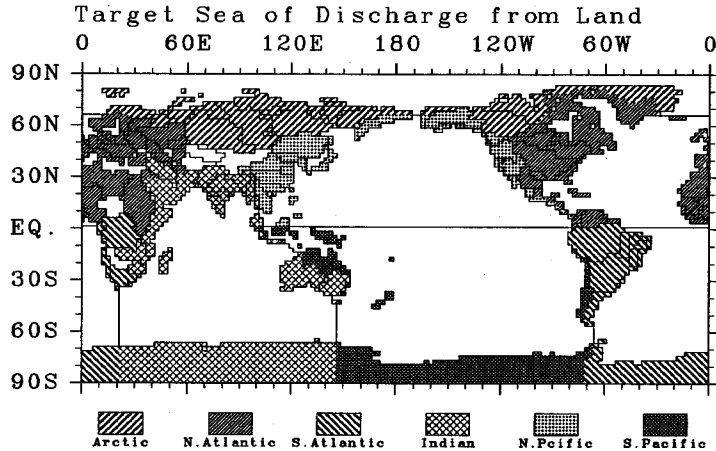 Target Sea of Discharge from Land
0 60E 120E 180 120W 60W 0
90N
60N
30N
EQ.
30S
60S
90S
Arctic N.Atlantic S.Atlantic Indian N.Pcific S.Pacific